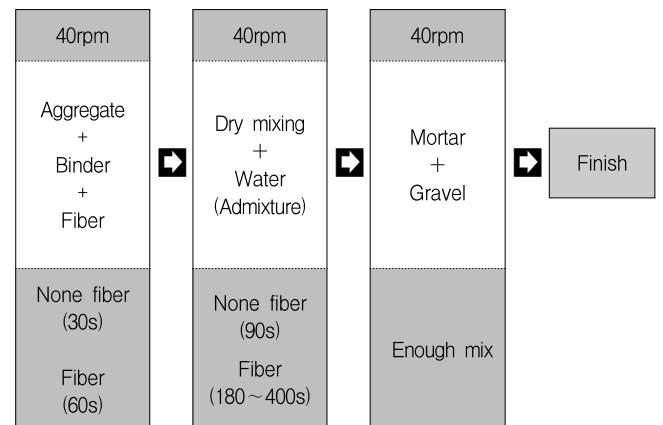 40rpm
Aggregate
+
Binder
+
Fiber
None fiber
(30s)
Fiber
(60s)
40rpm
Dry mixing
+
Water
(Admixture)
None fiber
(90s)
Fiber
(180～400s)
40rpm
Mortar
+
Gravel
Enough mix
Finish